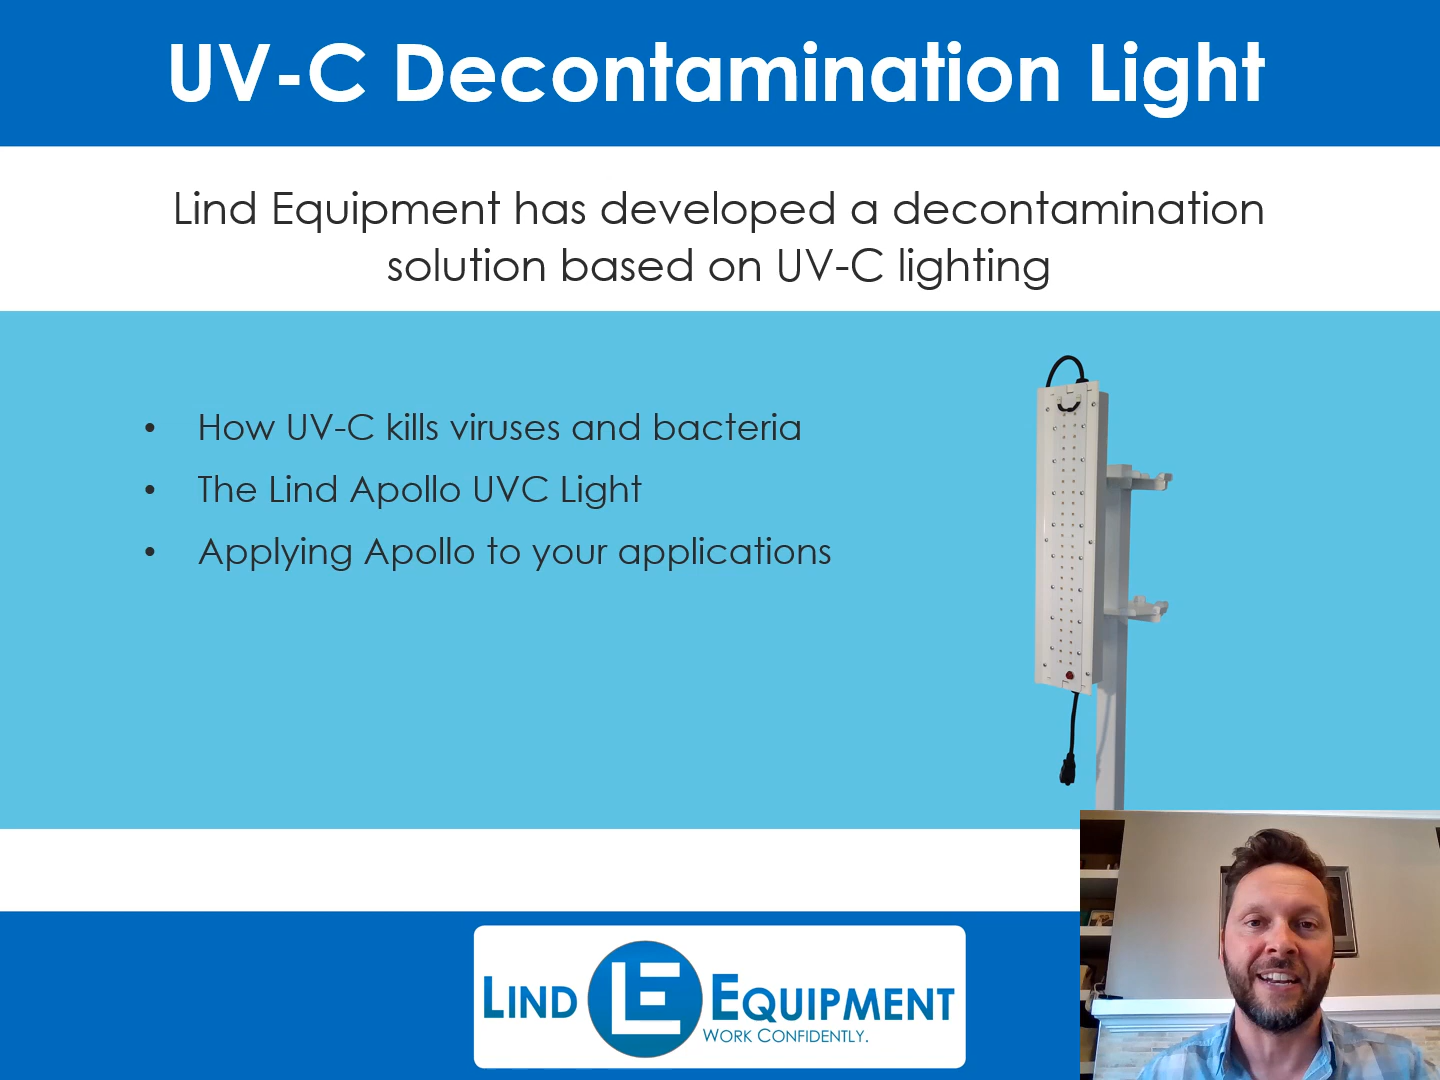 UV-C Decontamination Light
Lind Equipment has developed a decontamination
solution based on UV-C lighting
• How UV-C kills viruses and bacteria
• The Lind Apollo UVC Light
• Applying Apollo to your applications
LIND LE EQUIPMENT
WORK CONFIDENTLY.